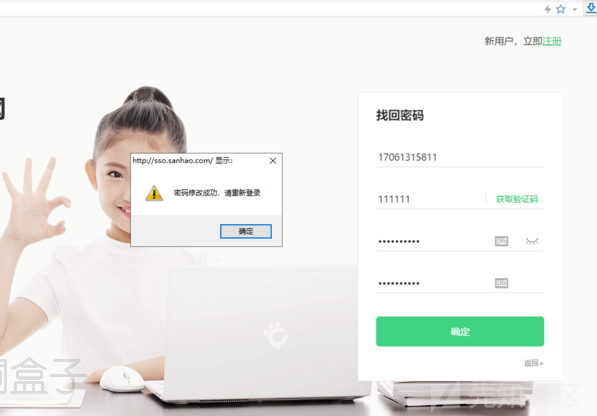 新用户，立即注册
网
找回密码
17061315811
http://sso.sanhao.com/ 显示:
密码修改成功，请重新登录
确定
111111
获取验证码
••••••••••
••••••••••
确定
返回»
洞盒子
先知社区